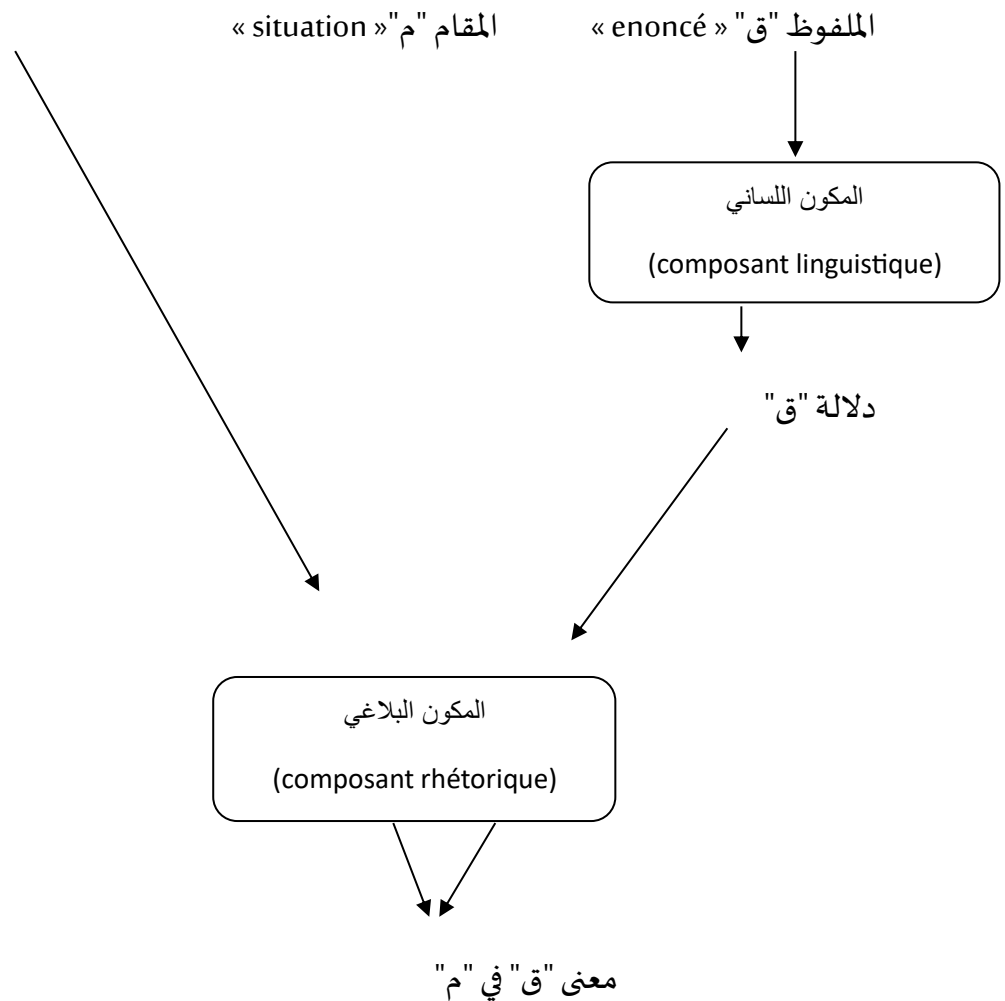 الملفوظ "ق" « enoncé » المقام "م" « situation »
المكون اللساني
(composant linguistique)
دلالة "ق"
المكون البلاغي
(composant rhétorique)
معنى "ق" في "م"